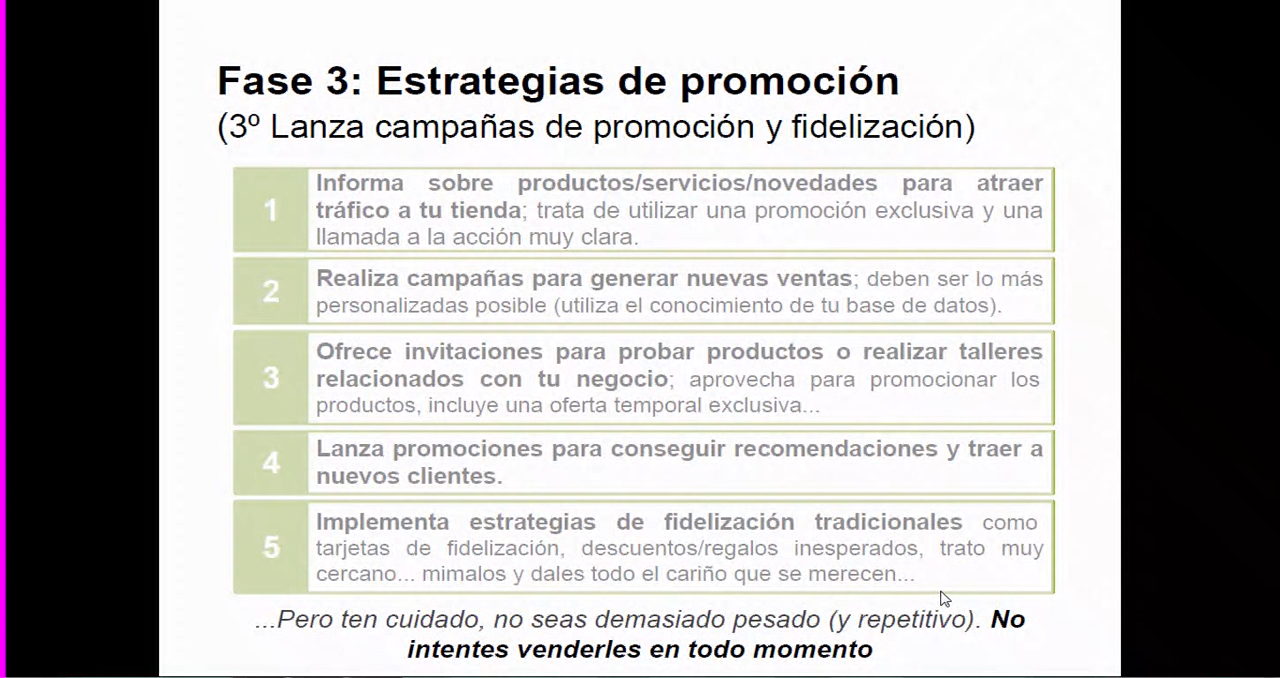 Fase 3: Estrategias de promoción
(3º Lanza campañas de promoción y fidelización)
1
Informa sobre productos/servicios/novedades para atraer
tráfico a tu tienda; trata de utilizar una promoción exclusiva y una
llamada a la acción muy clara.
2
Realiza campañas para generar nuevas ventas; deben ser lo más
personalizadas posible (utiliza el conocimiento de tu base de datos).
3
Ofrece invitaciones para probar productos o realizar talleres
relacionados con tu negocio; aprovecha para promocionar los
productos, incluye una oferta temporal exclusiva...
4
Lanza promociones para conseguir recomendaciones y traer a
nuevos clientes.
5
Implementa estrategias de fidelización tradicionales como
tarjetas de fidelización, descuentos/regalos inesperados, trato muy
cercano... mimalos y dales todo el cariño que se merecen...
...Pero ten cuidado, no seas demasiado pesado (y repetitivo). No
intentes venderles en todo momento